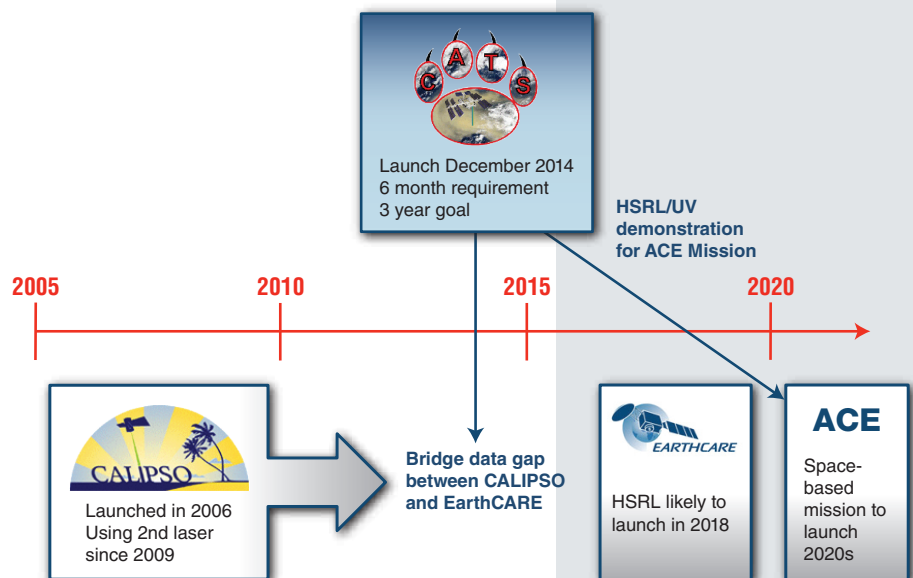 C A T S
Launch December 2014
6 month requirement
3 year goal
HSRL/UV
demonstration
for ACE Mission
2005
2010
2015
2020
CALIPSO
Launched in 2006
Using 2nd laser
since 2009
Bridge data gap
between CALIPSO
and EarthCARE
EARTHCARE
HSRL likely to
launch in 2018
ACE
Space-
based
mission to
launch
2020s